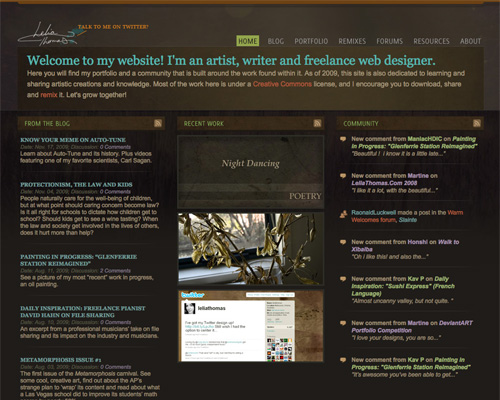 Lelia Thomas
TALK TO ME ON TWITTER!
HOME BLOG PORTFOLIO REMIXES FORUMS RESOURCES ABOUT
Welcome to my website! I'm an artist, writer and freelance web designer.
Here you will find my portfolio and a community that is built around the work found within it. As of 2009, this site is also dedicated to learning and
sharing artistic creations and knowledge. Most of the work here is under a Creative Commons license, and I encourage you to download, share
and remix it. Let's grow together!
FROM THE BLOG
KNOW YOUR MEME ON AUTO-TUNE
Date: Nov. 17, 2009; Discussion: 0 Comments
Learn about Auto-Tune and its history. Plus videos
featuring one of my favorite scientists, Carl Sagan.
PROTECTIONISM, THE LAW AND KIDS
Date: Nov. 04, 2009; Discussion: 0 Comments
People naturally care for the well-being of children,
but at what point should caring concern become law?
Is it all right for schools to dictate how children get to
school? Should kids get to see a wine tasting? When
the law and society get involved in the lives of others,
does it hurt more than help?
PAINTING IN PROGRESS: "GLENFERRIE
STATION REIMAGINED"
Date: Aug. 11, 2009; Discussion: 2 Comments
See a picture of my most "recent" work in progress,
an oil painting.
DAILY INSPIRATION: FREELANCE PIANIST
DAVID HAHN ON FILE SHARING
Date: Aug. 10, 2009; Discussion: 0 Comments
An excerpt from a professional musicians' take on file
sharing and its impact on the industry and musicians.
METAMORPHOSIS ISSUE #1
Date: Aug. 03, 2009; Discussion: 0 Comments
The first issue of the Metamorphosis carnival. See
some cool, creative art, find out about the AP's
strange plan to 'wrap' its content and read about what
a Las Vegas school did to improve its students' math
RECENT WORK
Night Dancing
POETRY
twitter
leliathomas
I've got my Twitter design up!
COMMUNITY
New comment from ManiacHDIC on Painting
in Progress: "Glenferrie Station Reimagined"
"Beautiful ! I know it is a little late..."
New comment from Martine on
LeliaThomas.Com 2008
"I like it a lot, with the beautiful..."
RaonaidLuckwell made a post in the Warm
Welcomes forum, Slainte
New comment from Honshi on Walk to
Xibalba
"Oh I like this! and also the..."
New comment from Kav P on Daily
Inspiration: "Sushi Express" (French
Language)
"Almost uncanny valley, but not quite. "
New comment from Martine on DeviantART
Portfolio Competition
"I love your designs, you are so..."
New comment from Kav P on Painting in
Progress: "Glenferrie Station Reimagined"
"It's awesome you've been able to get..."